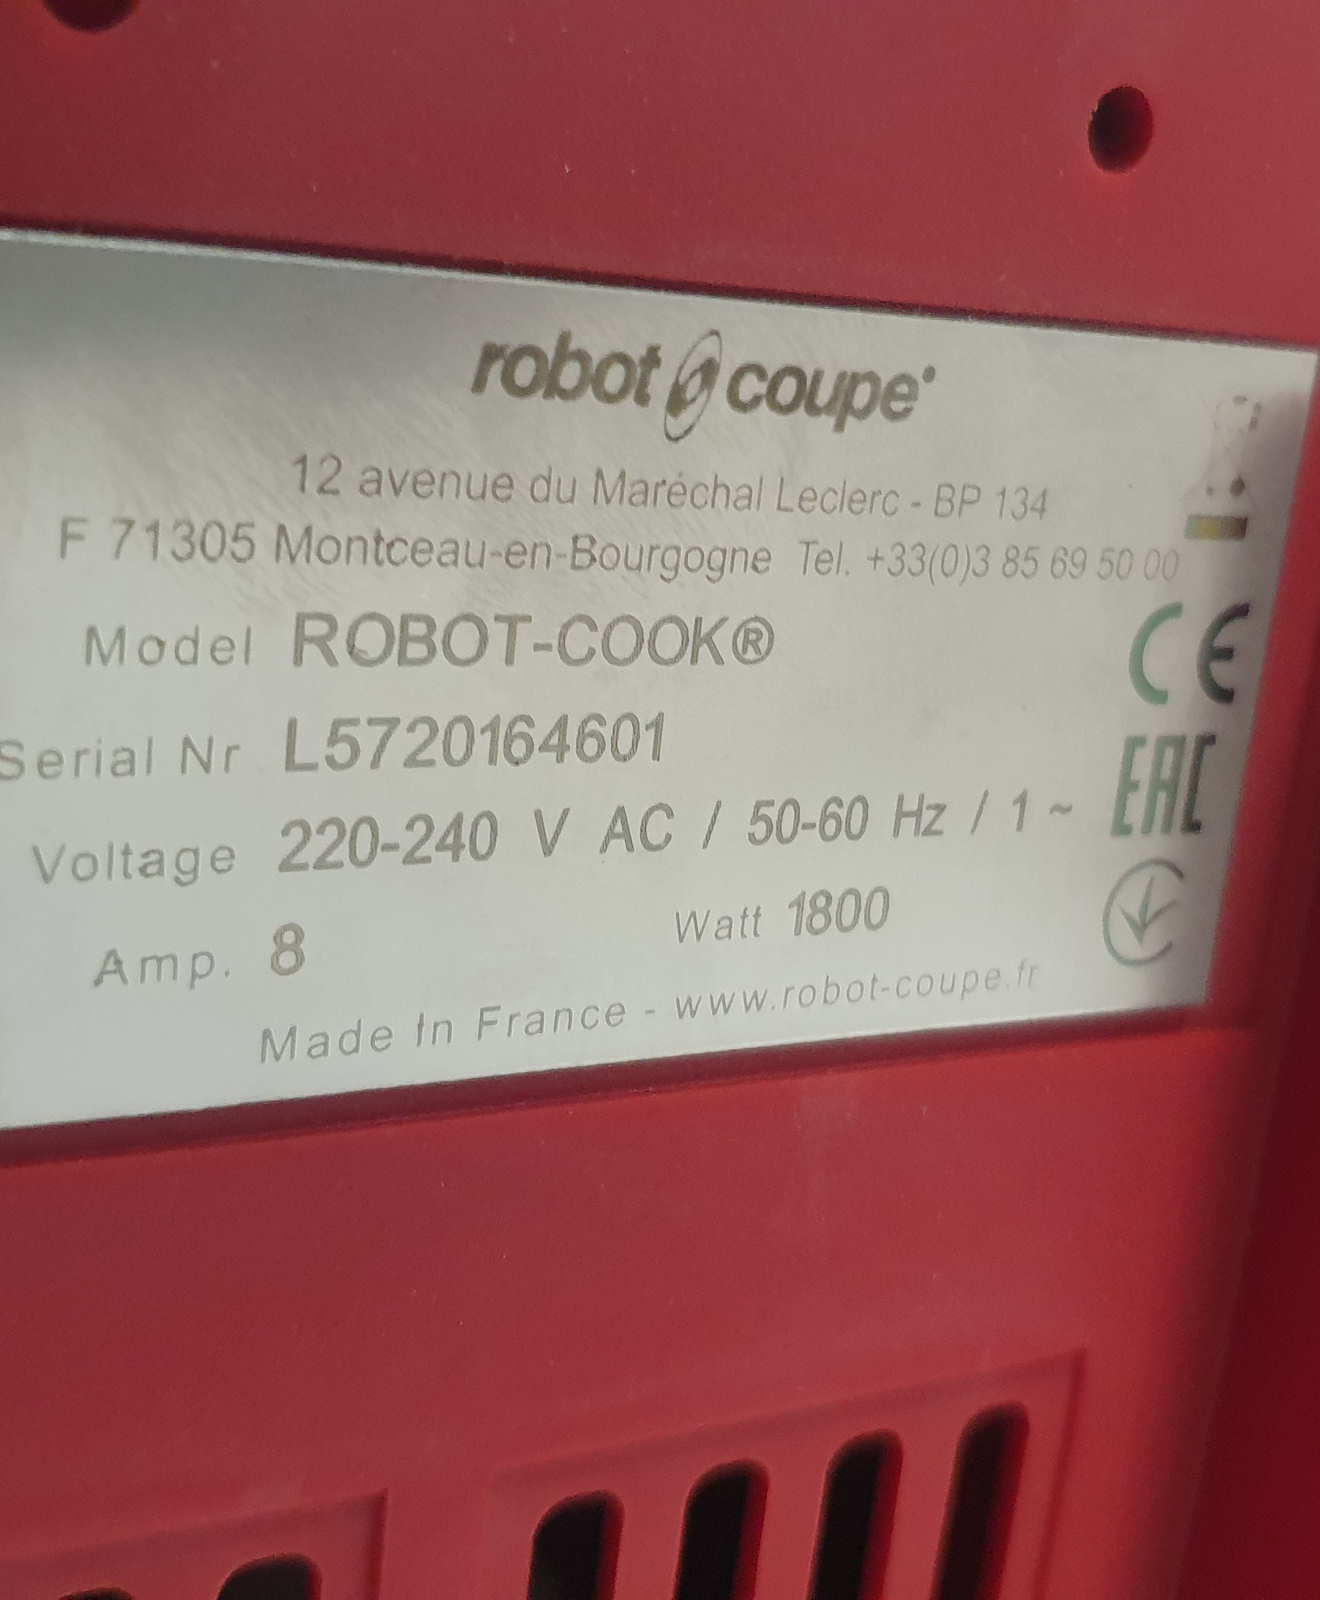 robot coupe
12 avenue du Maréchal Leclerc - BP 134
F 71305 Montceau-en-Bourgogne Tel. +33(0)3 85 69 50 00
Model ROBOT-COOK®
Serial Nr L5720164601
Voltage 220-240 V AC / 50-60 Hz / 1 ~
Amp. 8 Watt 1800
Made In France - www.robot-coupe.fr
CE
EAC